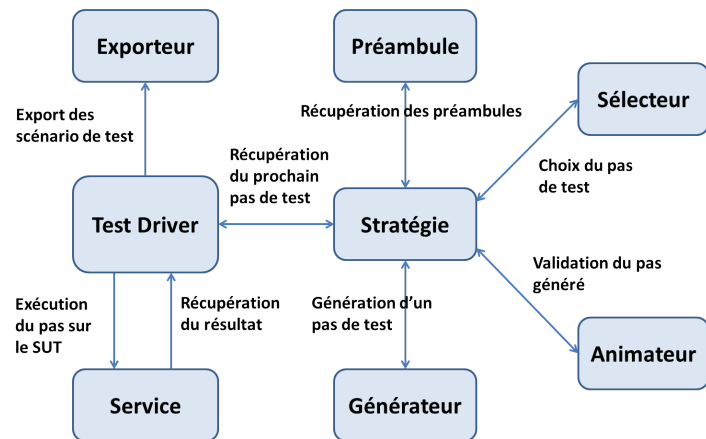 Exporteur
Préambule
Sélecteur
Export des
scénario de test
Récupération des préambules
Choix du pas
de test
Récupération
du prochain
pas de test
Test Driver
Stratégie
Exécution
du pas sur
le SUT
Récupération
du résultat
Génération d'un
pas de test
Validation du pas
généré
Service
Générateur
Animateur